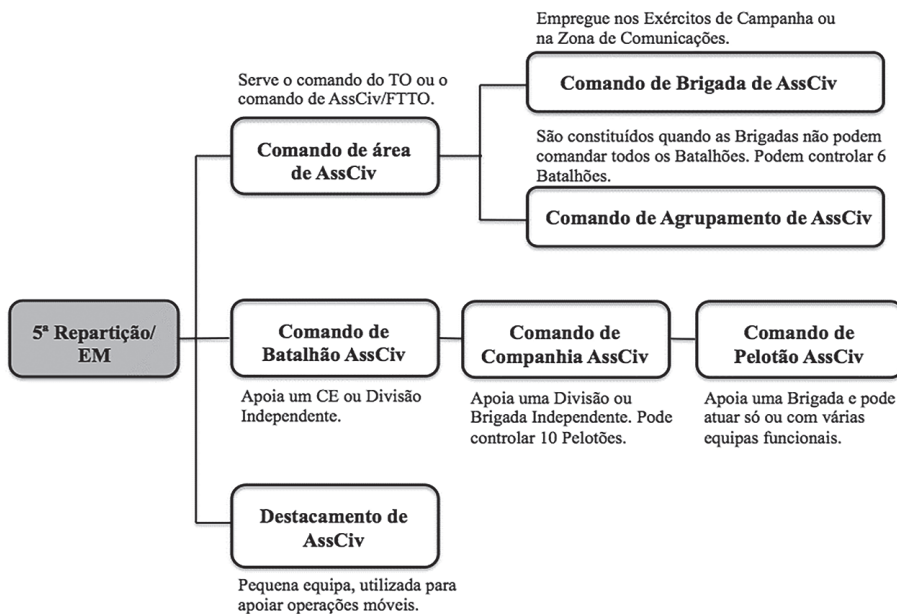 Empregue nos Exércitos de Campanha ou
na Zona de Comunicações.
Comando de Brigada de AssCiv
Serve o comando do TO ou o
comando de AssCiv/FTTO.
Comando de área
de AssCiv
São constituídos quando as Brigadas não podem
comandar todos os Batalhões. Podem controlar 6
Batalhões.
Comando de Agrupamento de AssCiv
5ª Repartição/
EM
Comando de
Batalhão AssCiv
Apoia um CE ou Divisão
Independente.
Comando de
Companhia AssCiv
Apoia uma Divisão ou
Brigada Independente. Pode
controlar 10 Pelotões.
Comando de
Pelotão AssCiv
Apoia uma Brigada e pode
atuar só ou com várias
equipas funcionais.
Destacamento de
AssCiv
Pequena equipa, utilizada para
apoiar operações móveis.